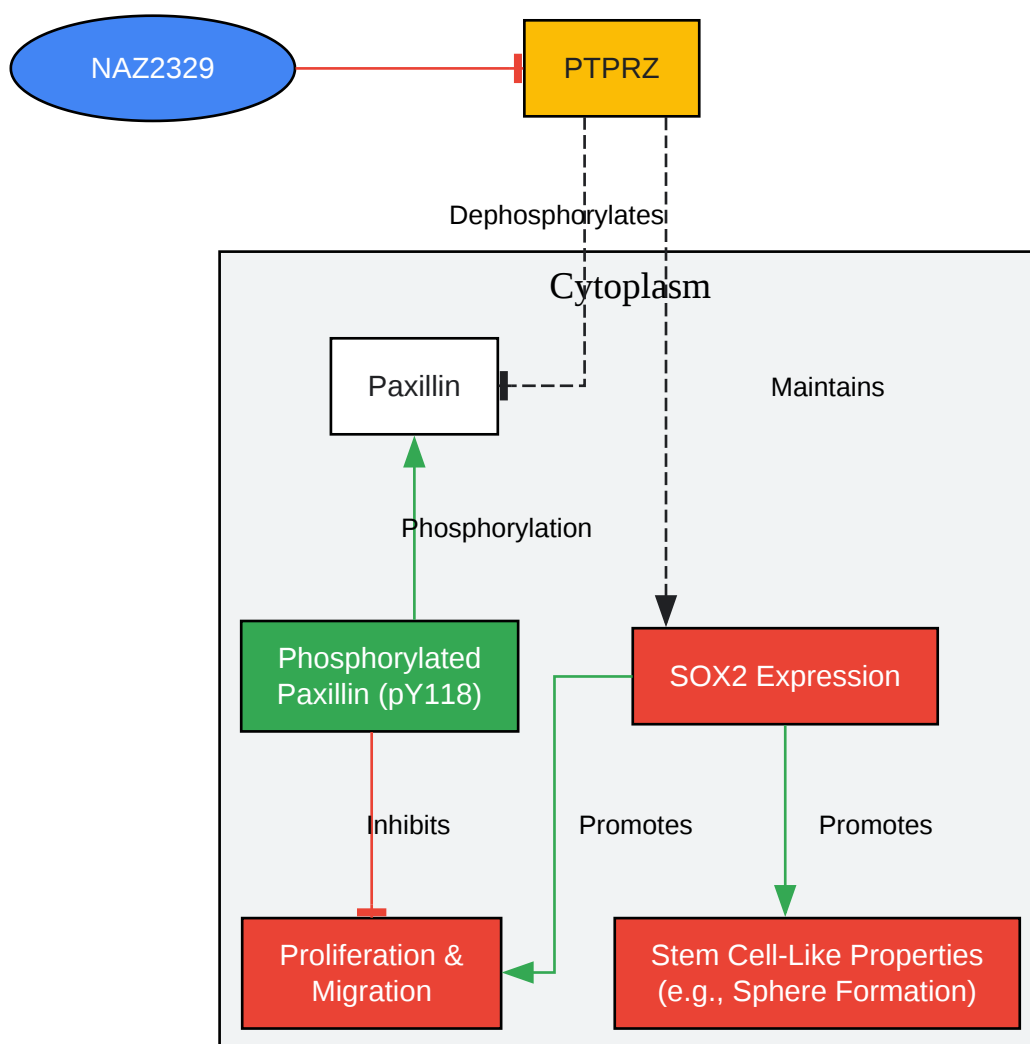 NAZ2329
PTPRZ
Dephosphorylates
Cytoplasm
Paxillin
Maintains
Phosphorylation
Phosphorylated
Paxillin (pY118)
SOX2 Expression
Inhibits
Promotes
Promotes
Proliferation &
Migration
Stem Cell-Like Properties
(e.g., Sphere Formation)